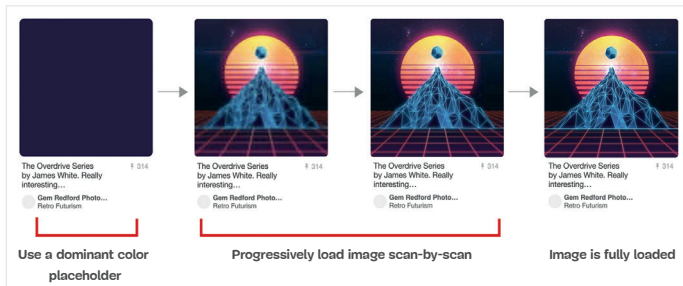 The Overdrive Series 314
by James White. Really
interesting...
Gem Redford Photo...
Retro Futurism
The Overdrive Series 314
by James White. Really
interesting...
Gem Redford Photo...
Retro Futurism
The Overdrive Series 314
by James White. Really
interesting...
Gem Redford Photo...
Retro Futurism
The Overdrive Series 314
by James White. Really
interesting...
Gem Redford Photo...
Retro Futurism
Use a dominant color
placeholder
Progressively load image scan-by-scan
Image is fully loaded